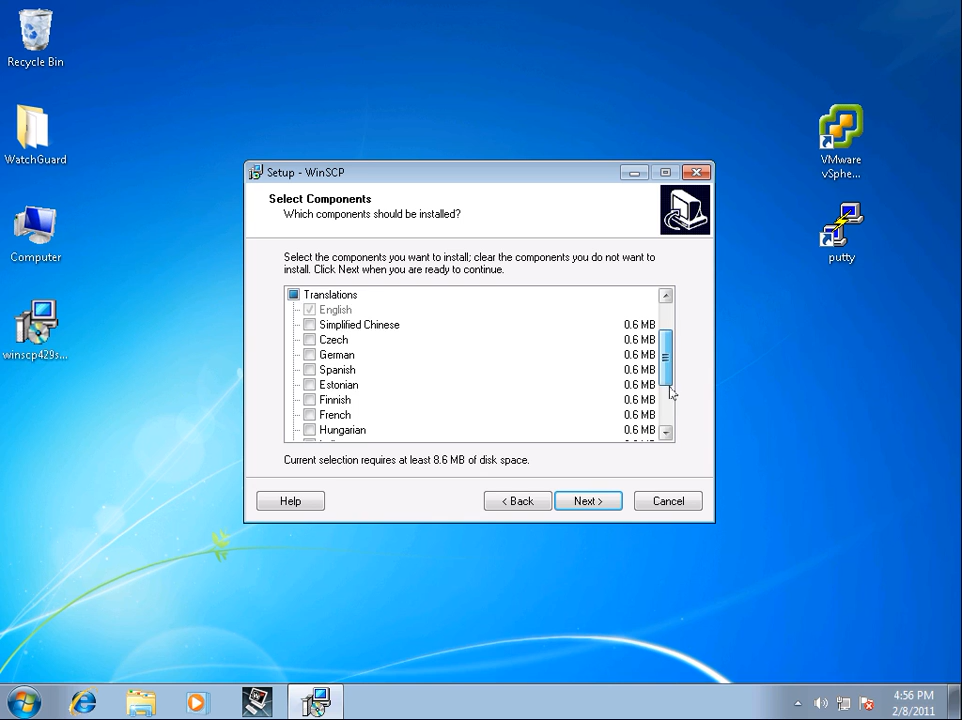 Recycle Bin
WatchGuard
Computer
winscp429s...
VMware
vSphe...
putty
Setup - WinSCP
Select Components
Which components should be installed?
Select the components you want to install; clear the components you do not want to
install. Click Next when you are ready to continue.
Translations
English
Simplified Chinese 0.6 MB
Czech 0.6 MB
German 0.6 MB
Spanish 0.6 MB
Estonian 0.6 MB
Finnish 0.6 MB
French 0.6 MB
Hungarian 0.6 MB
Current selection requires at least 8.6 MB of disk space.
Help
< Back
Next >
Cancel
4:56 PM
2/8/2011